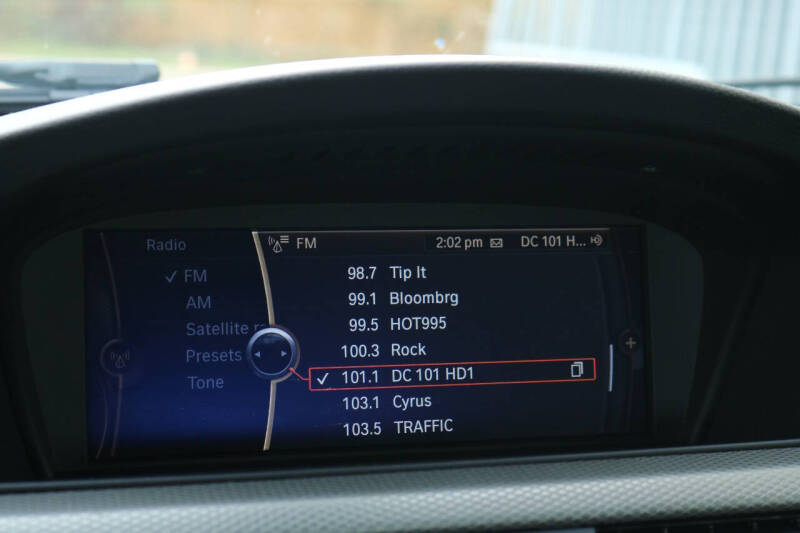 Radio
FM
AM
Satellite r
Presets
Tone
FM 2:02 pm DC 101 H...
98.7 Tip It
99.1 Bloombrg
99.5 HOT995
100.3 Rock
101.1 DC 101 HD1
103.1 Cyrus
103.5 TRAFFIC